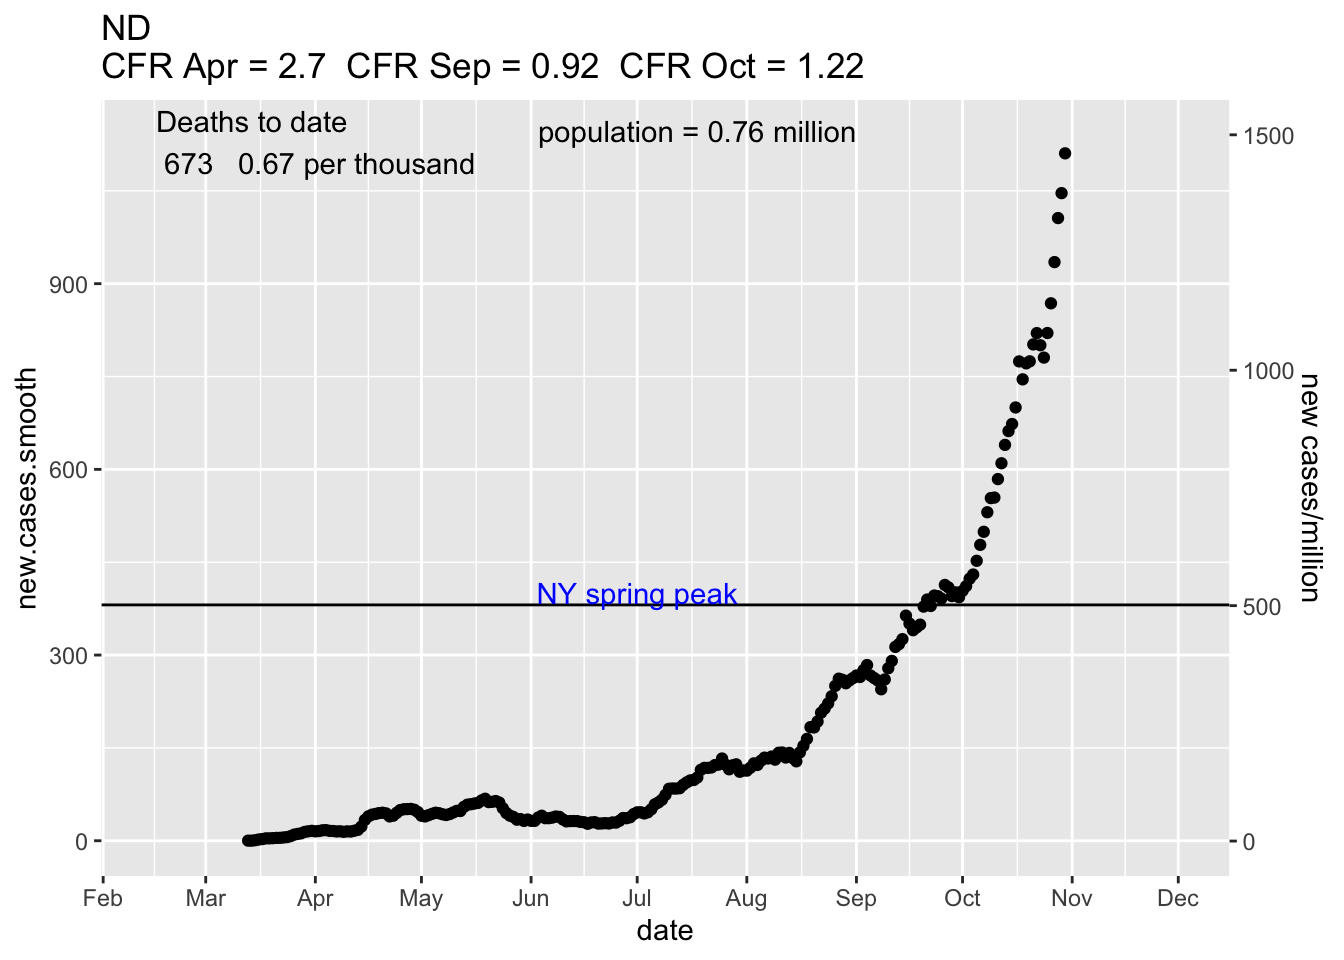 ND
CFR Apr = 2.7  CFR Sep = 0.92  CFR Oct = 1.22
Deaths to date
673   0.67 per thousand
population = 0.76 million
NY spring peak
new.cases.smooth
900
600
300
0
1500
1000
500
0
new cases/million
Feb Mar Apr May Jun Jul Aug Sep Oct Nov Dec
date